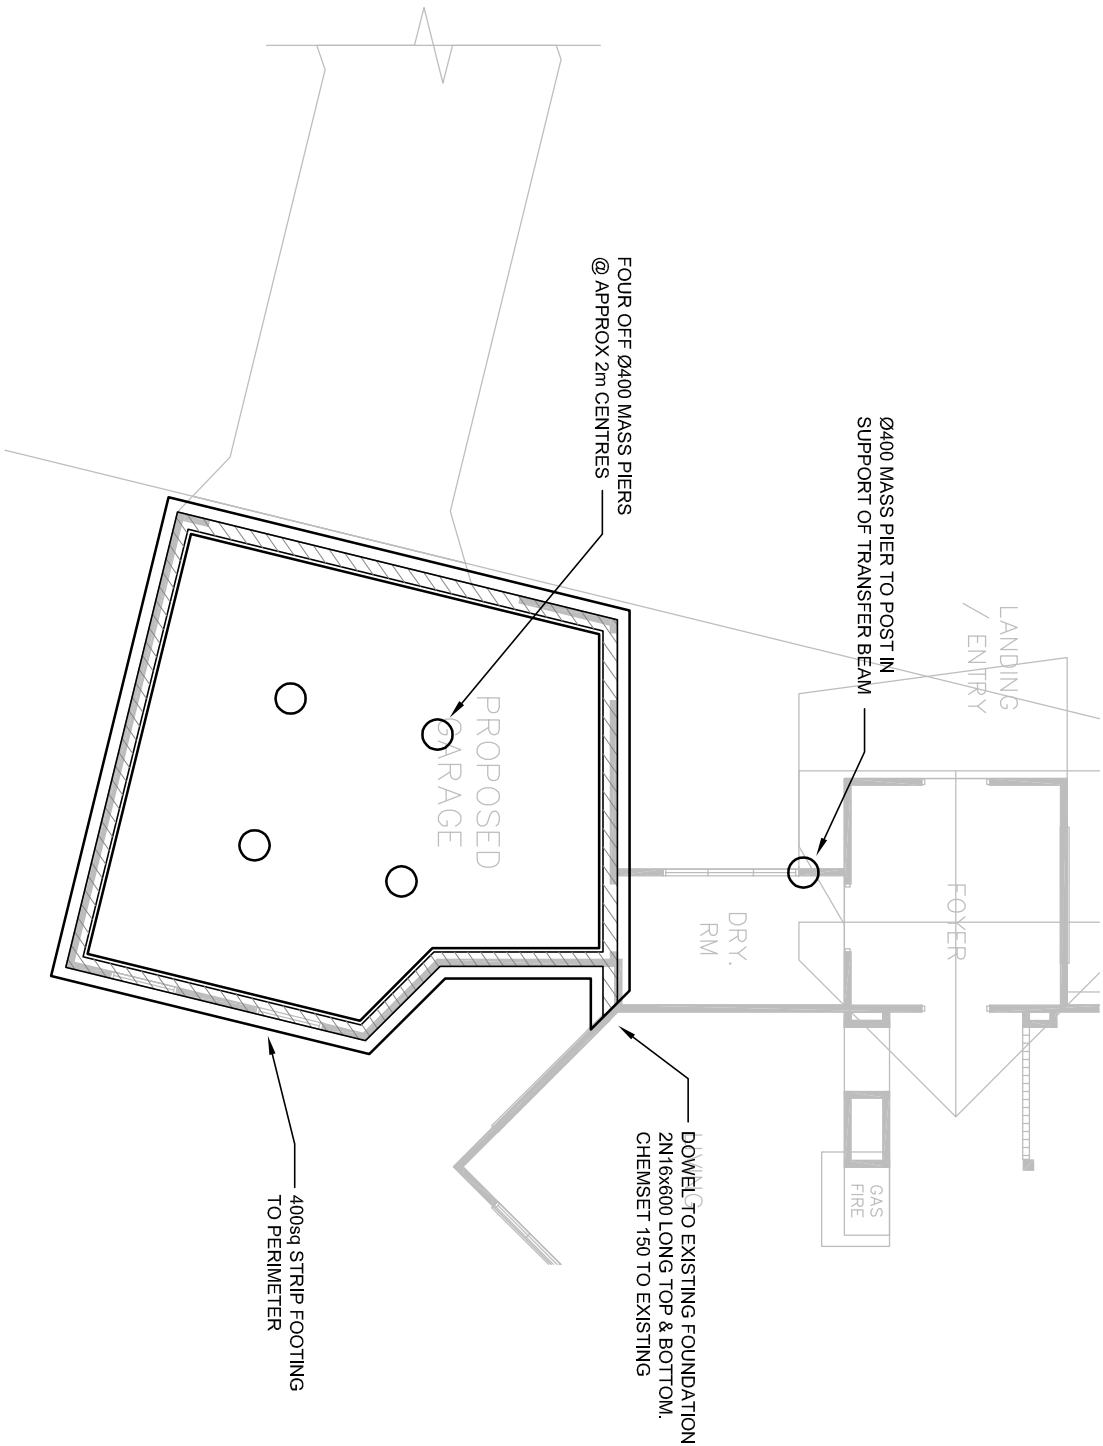 Ø400 MASS PIER TO POST IN
SUPPORT OF TRANSFER BEAM
FOUR OFF Ø400 MASS PIERS
@ APPROX 2m CENTRES
LANDING
/ ENTRY
FOYER
DRY.
RM
PROPOSED
GARAGE
LIVING
GAS
FIRE
DOWEL TO EXISTING FOUNDATION
2N16x600 LONG TOP & BOTTOM.
CHEMSET 150 TO EXISTING
400sq STRIP FOOTING
TO PERIMETER